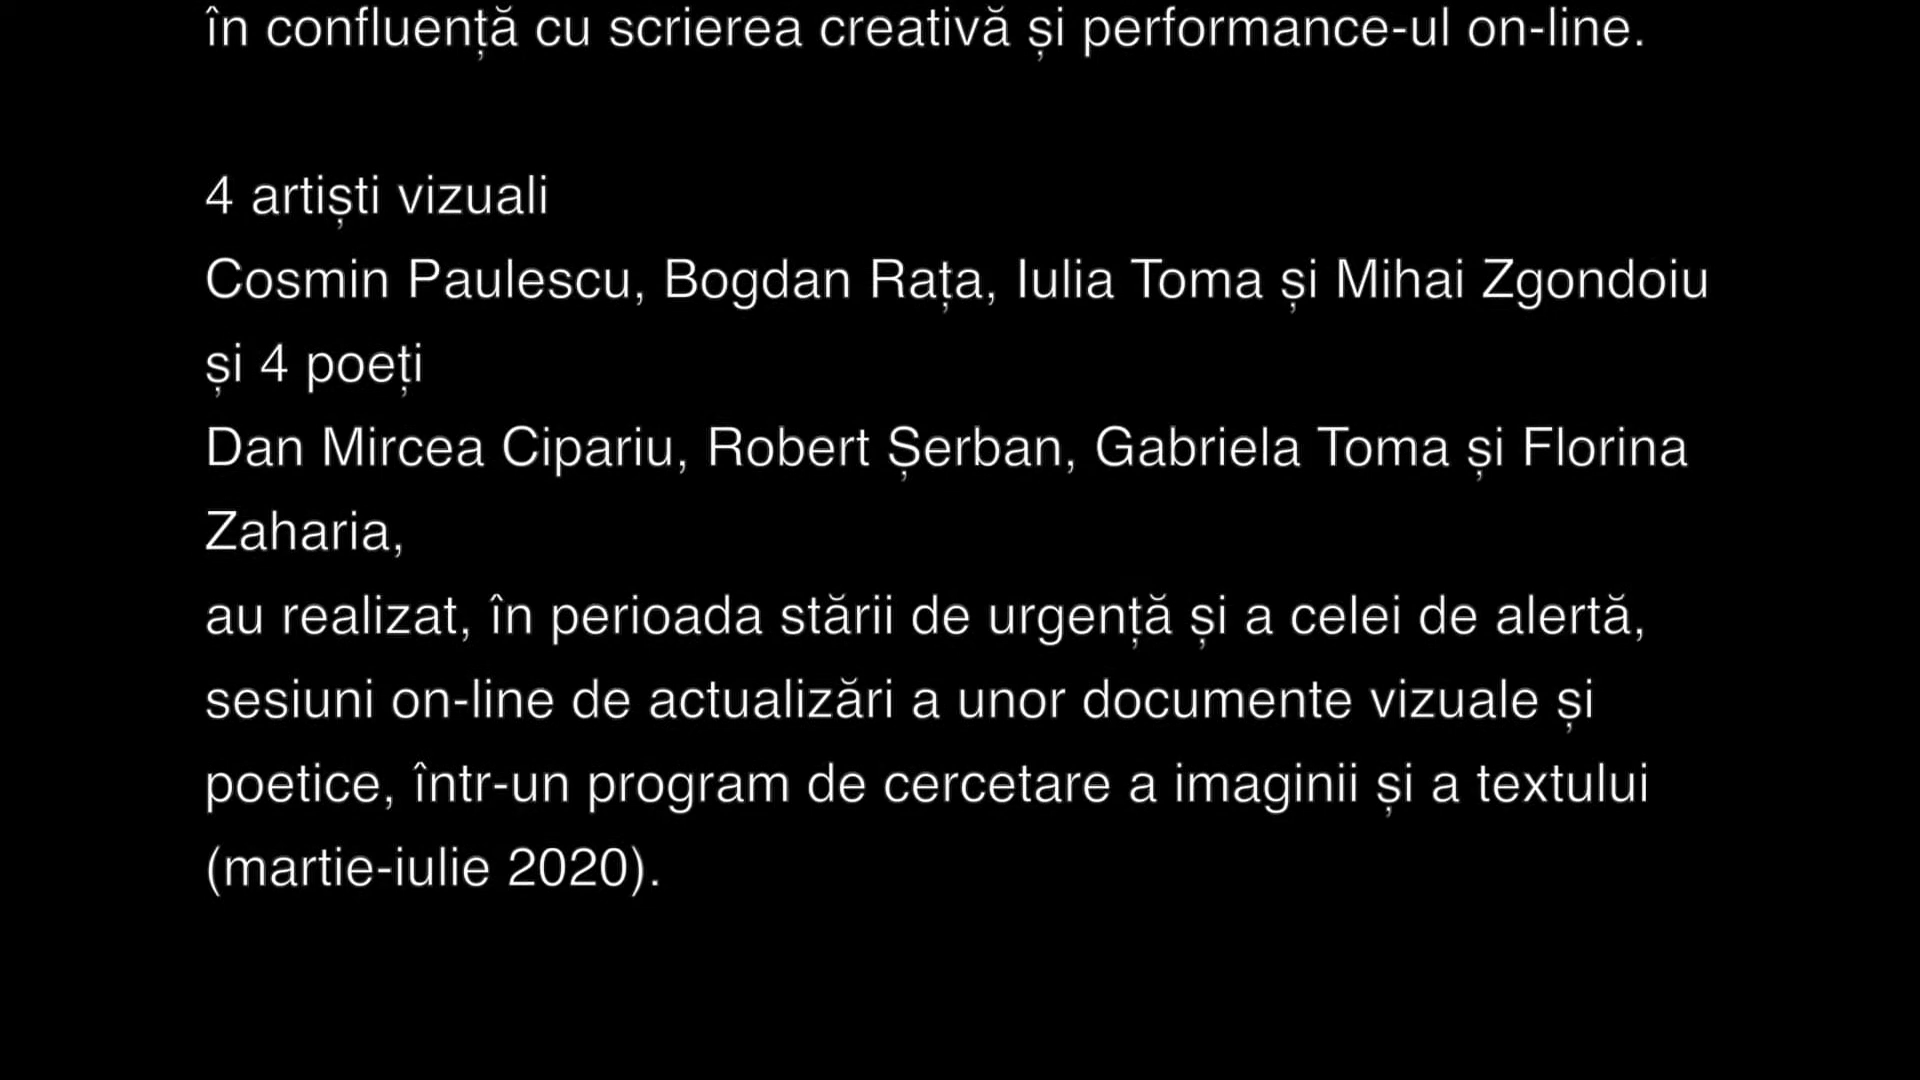 în confluență cu scrierea creativă și performance-ul on-line.
4 artiști vizuali
Cosmin Paulescu, Bogdan Rața, Iulia Toma și Mihai Zgondoiu
și 4 poeți
Dan Mircea Cipariu, Robert Șerban, Gabriela Toma și Florina
Zaharia,
au realizat, în perioada stării de urgență și a celei de alertă,
sesiuni on-line de actualizări a unor documente vizuale și
poetice, într-un program de cercetare a imaginii și a textului
(martie-iulie 2020).